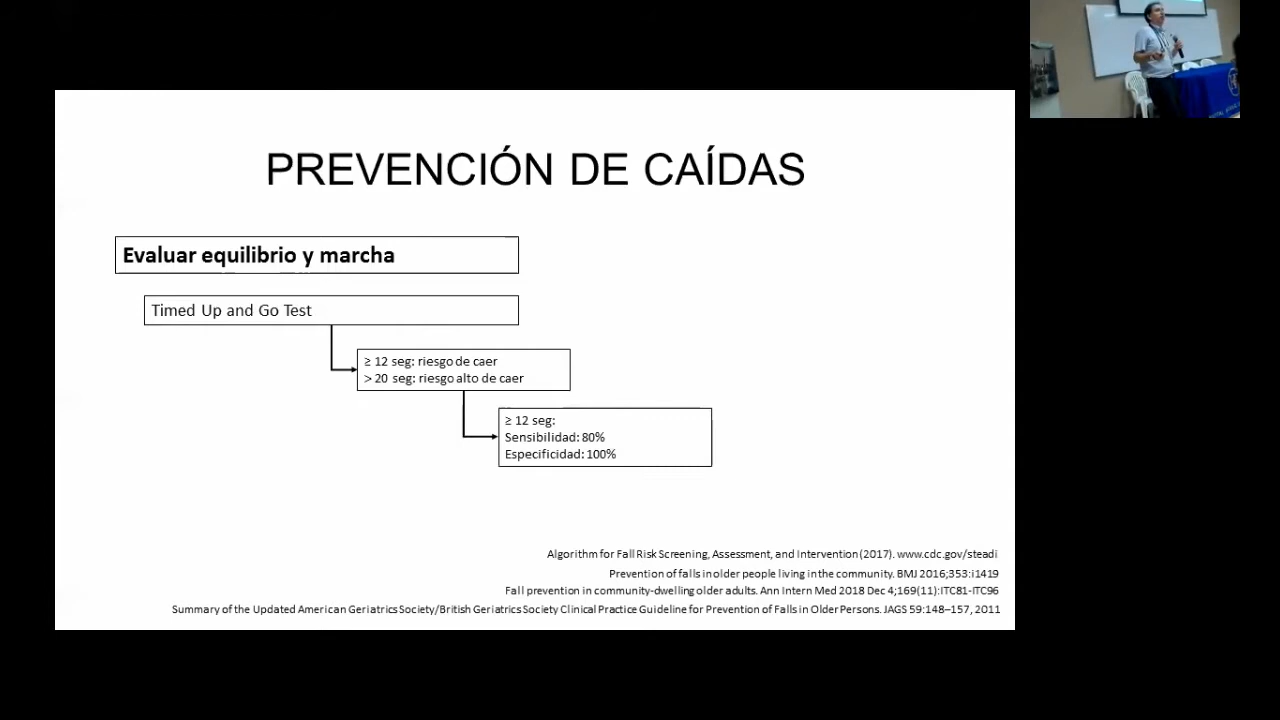 PREVENCIÓN DE CAÍDAS
Evaluar equilibrio y marcha
Timed Up and Go Test
≥ 12 seg: riesgo de caer
> 20 seg: riesgo alto de caer
≥ 12 seg:
Sensibilidad: 80%
Especificidad: 100%
Algorithm for Fall Risk Screening, Assessment, and Intervention (2017). www.cdc.gov/steadi
Prevention of falls in older people living in the community. BMJ 2016;353:i1419
Fall prevention in community-dwelling older adults. Ann Intern Med 2018 Dec 4;169(11):ITC81-ITC96
Summary of the Updated American Geriatrics Society/British Geriatrics Society Clinical Practice Guideline for Prevention of Falls in Older Persons. JAGS 59:148–157, 2011